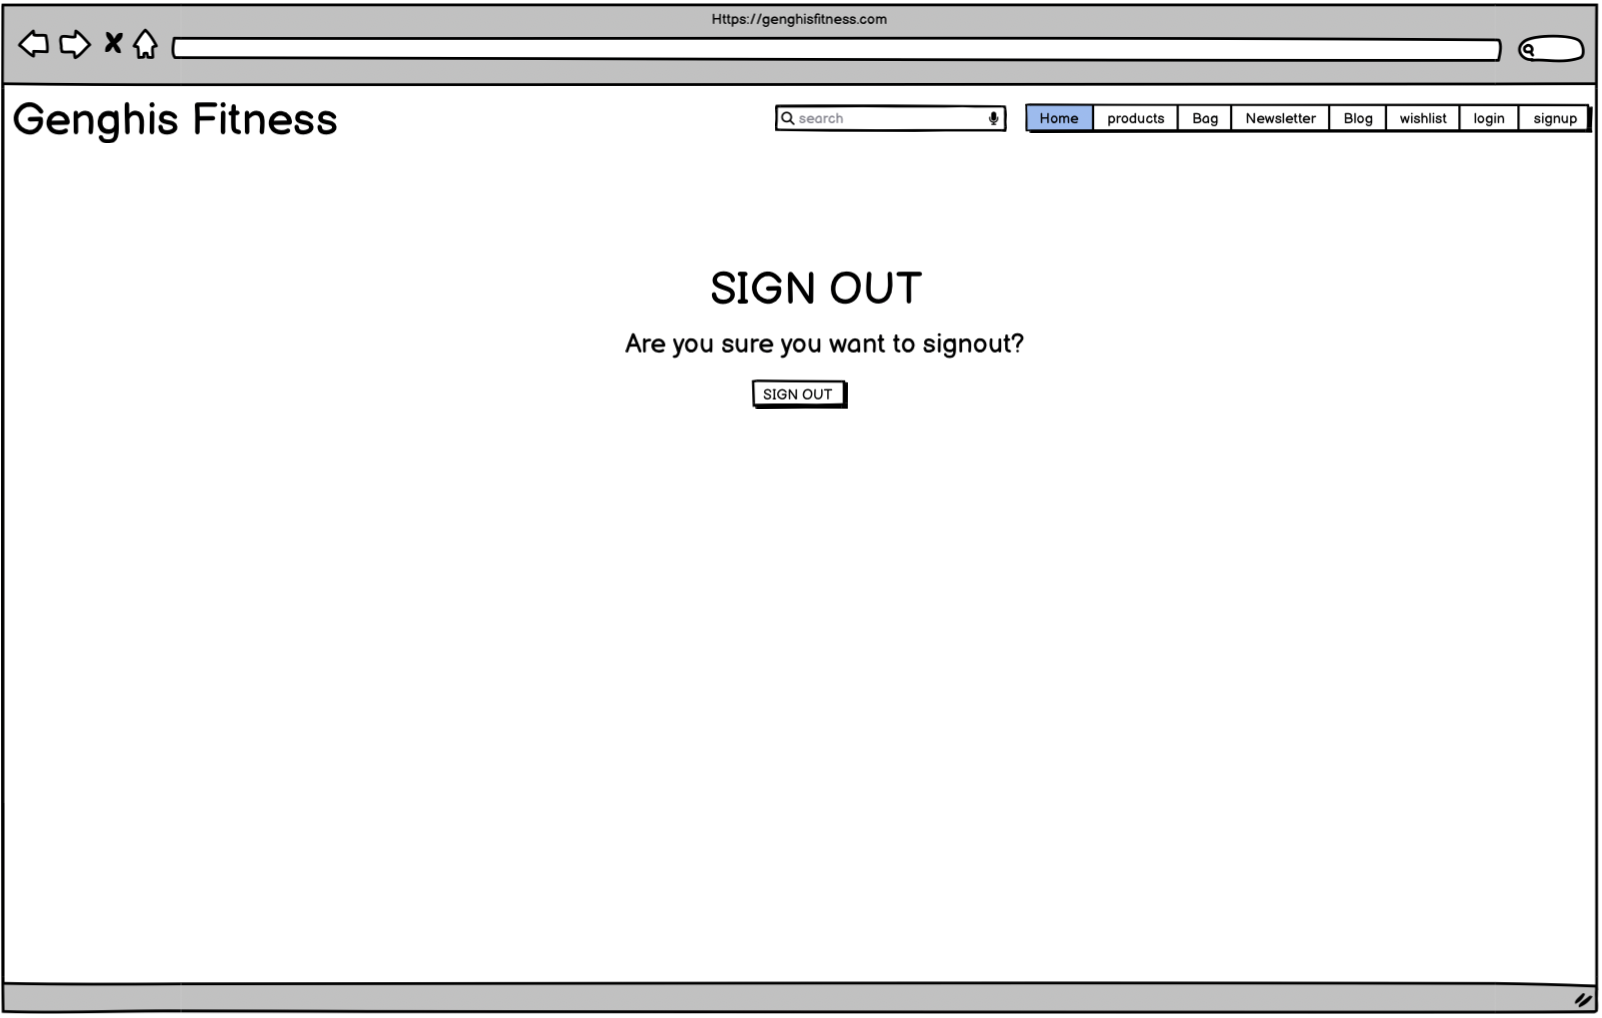 Https://genghisfitness.com
Genghis Fitness
search
Home products Bag Newsletter Blog wishlist login signup
SIGN OUT
Are you sure you want to signout?
SIGN OUT